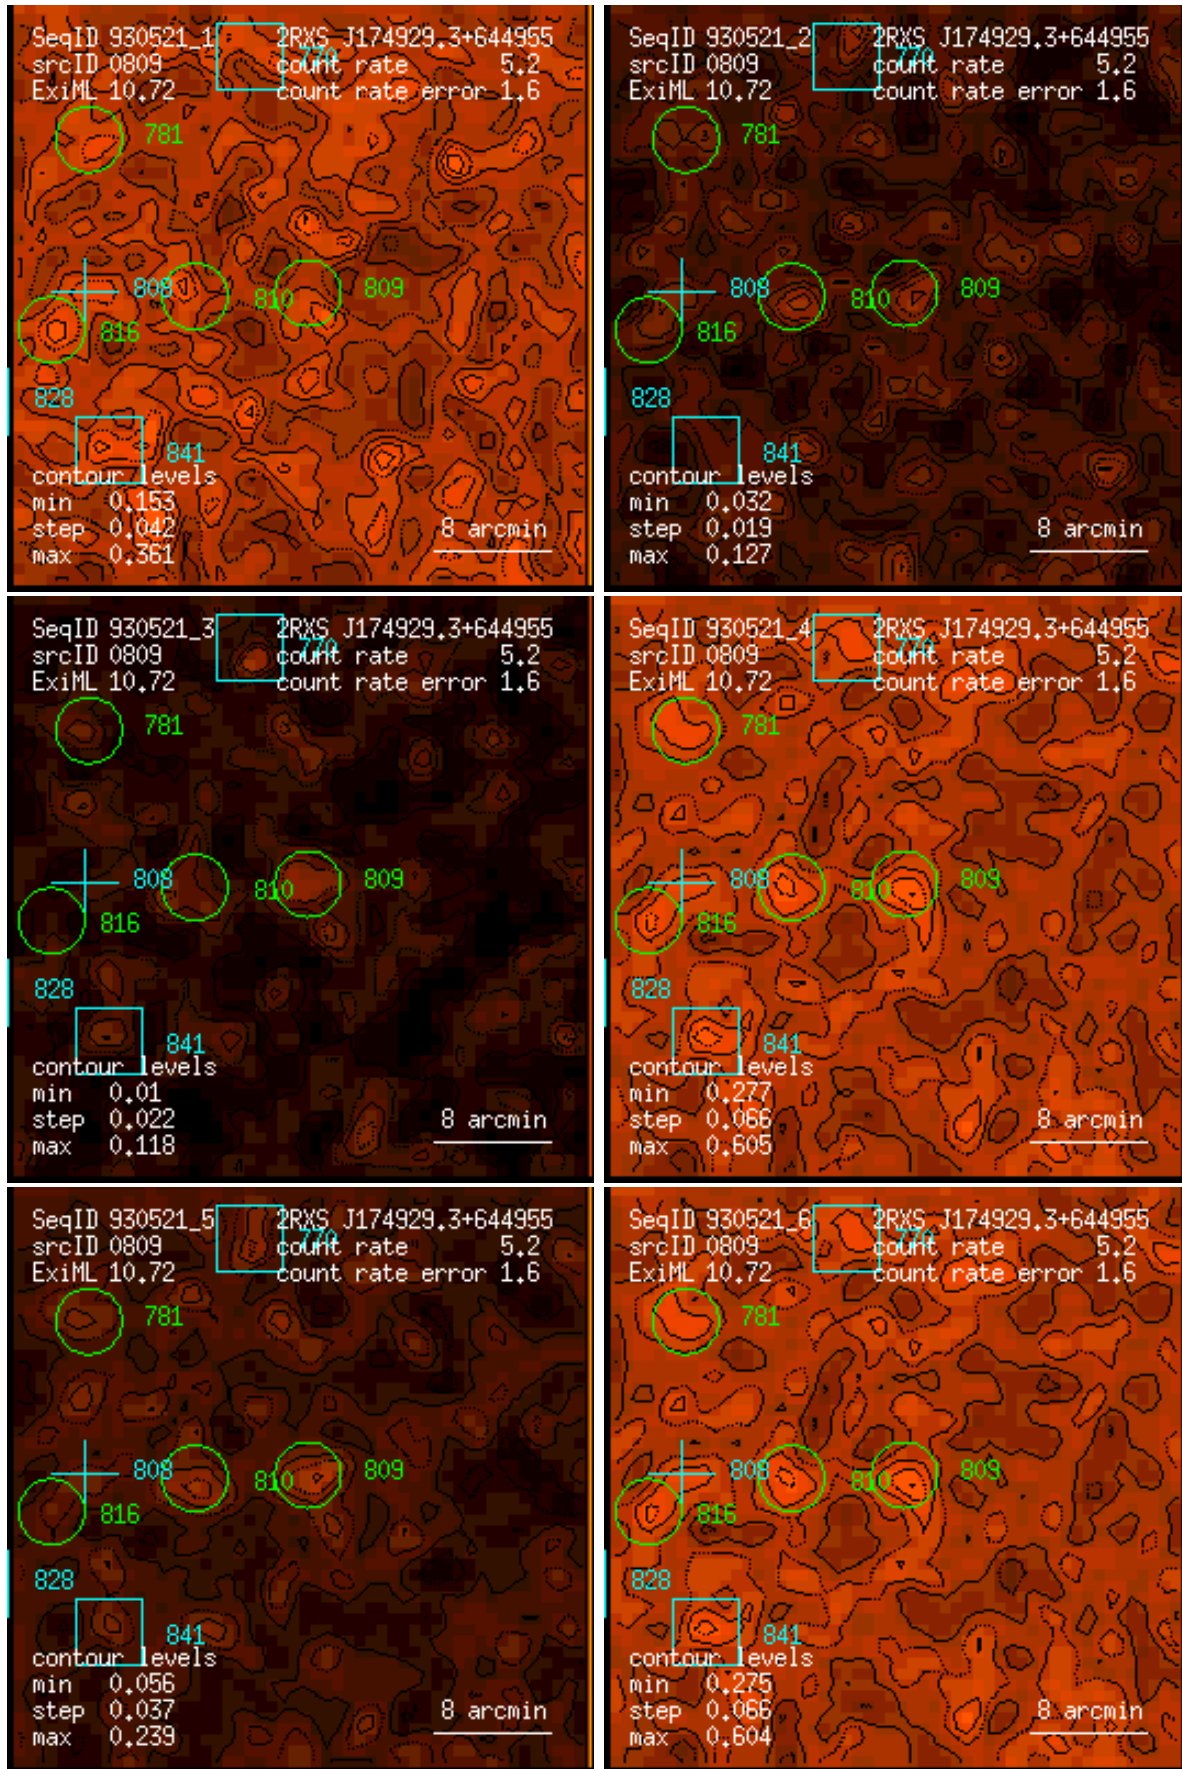 SeqID 930521_1 2RXS J174929.3+644955
srcID 0809 770 count rate 5.2
ExiML 10.72 count rate error 1.6
781
808 810 809
816
828
841
contour levels
min 0.153
step 0.042 8 arcmin
max 0.361
SeqID 930521_2 2RXS J174929.3+644955
srcID 0809 770 count rate 5.2
ExiML 10.72 count rate error 1.6
781
808 810 809
816
828
841
contour levels
min 0.032
step 0.019 8 arcmin
max 0.127
SeqID 930521_3 2RXS J174929.3+644955
srcID 0809 770 count rate 5.2
ExiML 10.72 count rate error 1.6
781
808 810 809
816
828
841
contour levels
min 0.01
step 0.022 8 arcmin
max 0.118
SeqID 930521_4 2RXS J174929.3+644955
srcID 0809 770 count rate 5.2
ExiML 10.72 count rate error 1.6
781
808 810 809
816
828
841
contour levels
min 0.277
step 0.066 8 arcmin
max 0.605
SeqID 930521_5 2RXS J174929.3+644955
srcID 0809 770 count rate 5.2
ExiML 10.72 count rate error 1.6
781
808 810 809
816
828
841
contour levels
min 0.056
step 0.037 8 arcmin
max 0.239
SeqID 930521_6 2RXS J174929.3+644955
srcID 0809 770 count rate 5.2
ExiML 10.72 count rate error 1.6
781
808 810 809
816
828
841
contour levels
min 0.275
step 0.066 8 arcmin
max 0.604